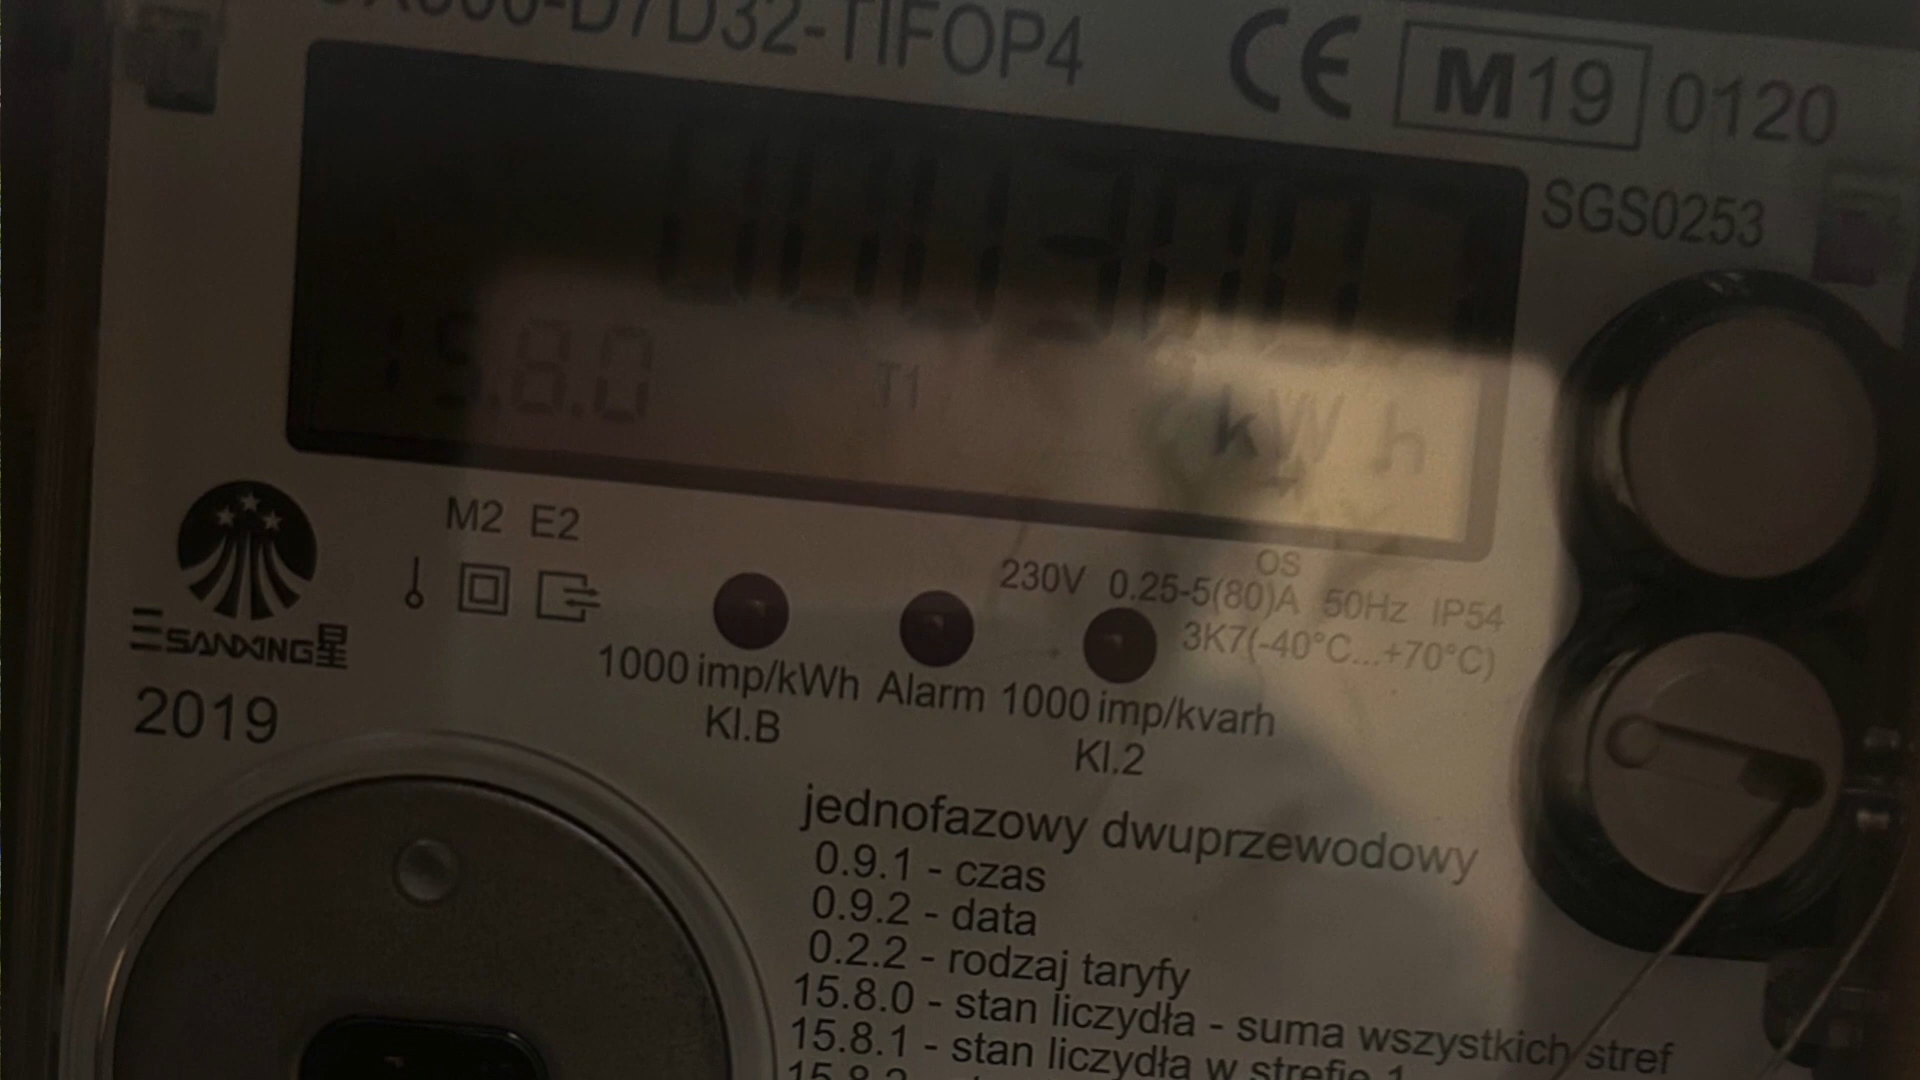 -D7D32-TIFOP4
CE M19 0120
SGS0253
15.8.0 T1 kWh
M2 E2
OS
230V 0.25-5(80)A 50Hz IP54
3K7(-40°C...+70°C)
三SANXING星
2019
1000 imp/kWh Alarm 1000 imp/kvarh
Kl.B Kl.2
jednofazowy dwuprzewodowy
0.9.1 - czas
0.9.2 - data
0.2.2 - rodzaj taryfy
15.8.0 - stan liczydła - suma wszystkich stref
15.8.1 - stan liczydła w strefie 1